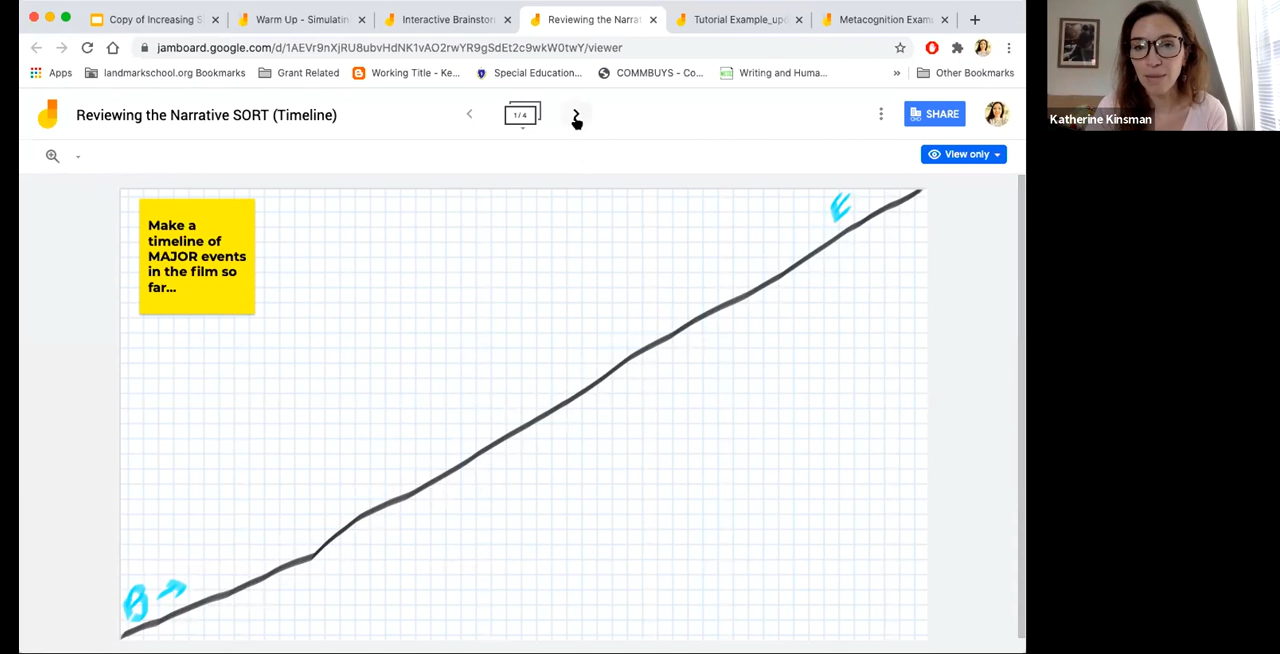 Copy of Increasing S
Warm Up - Simulatin
Interactive Brainstor
Reviewing the Narrat
Tutorial Example_upd
Metacognition Exam
jamboard.google.com/d/1AEVr9nXjRU8ubvHdNK1vAO2rwYR9gSdEt2c9wkW0twY/viewer
Apps
landmarkschool.org Bookmarks
Grant Related
Working Title - Ke...
Special Education...
COMMBUYS - Co...
Writing and Huma...
»
Other Bookmarks
Reviewing the Narrative SORT (Timeline)
1/4
SHARE
View only
Katherine Kinsman
Make a
timeline of
MAJOR events
in the film so
far...
E
B →